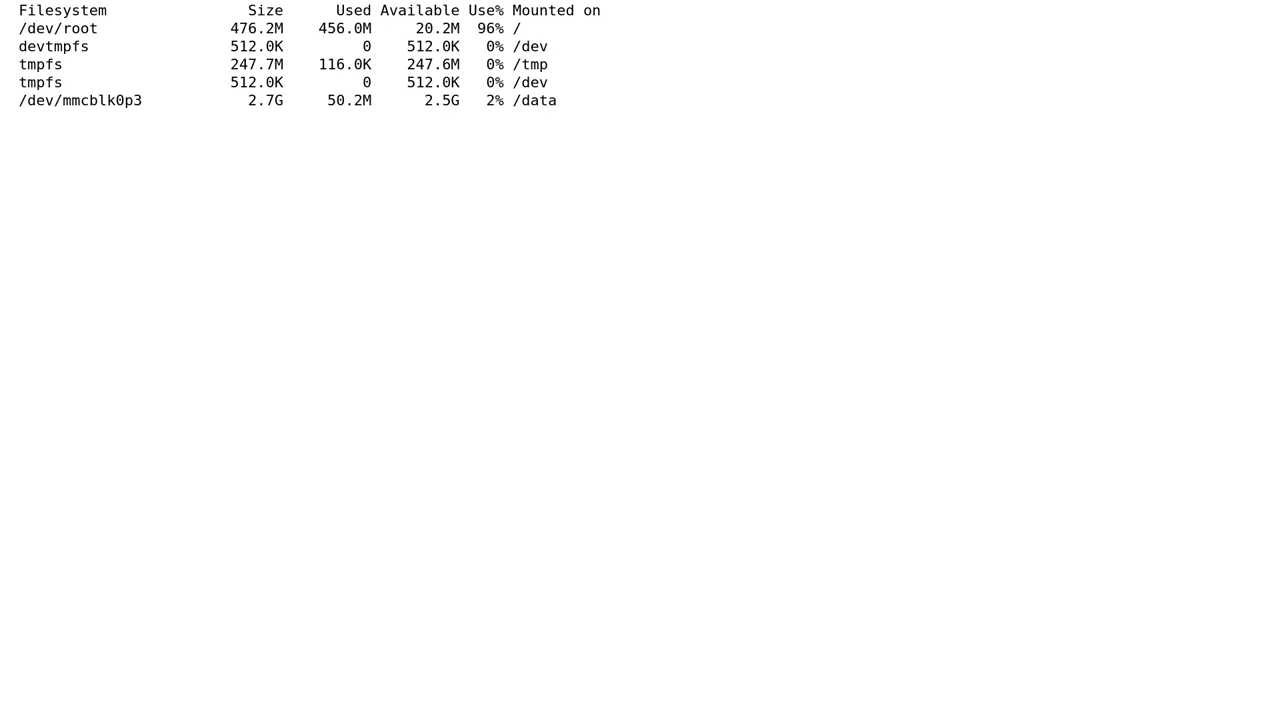 Filesystem                Size      Used Available Use% Mounted on
/dev/root               476.2M    456.0M     20.2M  96% /
devtmpfs                512.0K         0    512.0K   0% /dev
tmpfs                   247.7M    116.0K    247.6M   0% /tmp
tmpfs                   512.0K         0    512.0K   0% /dev
/dev/mmcblk0p3            2.7G     50.2M      2.5G   2% /data